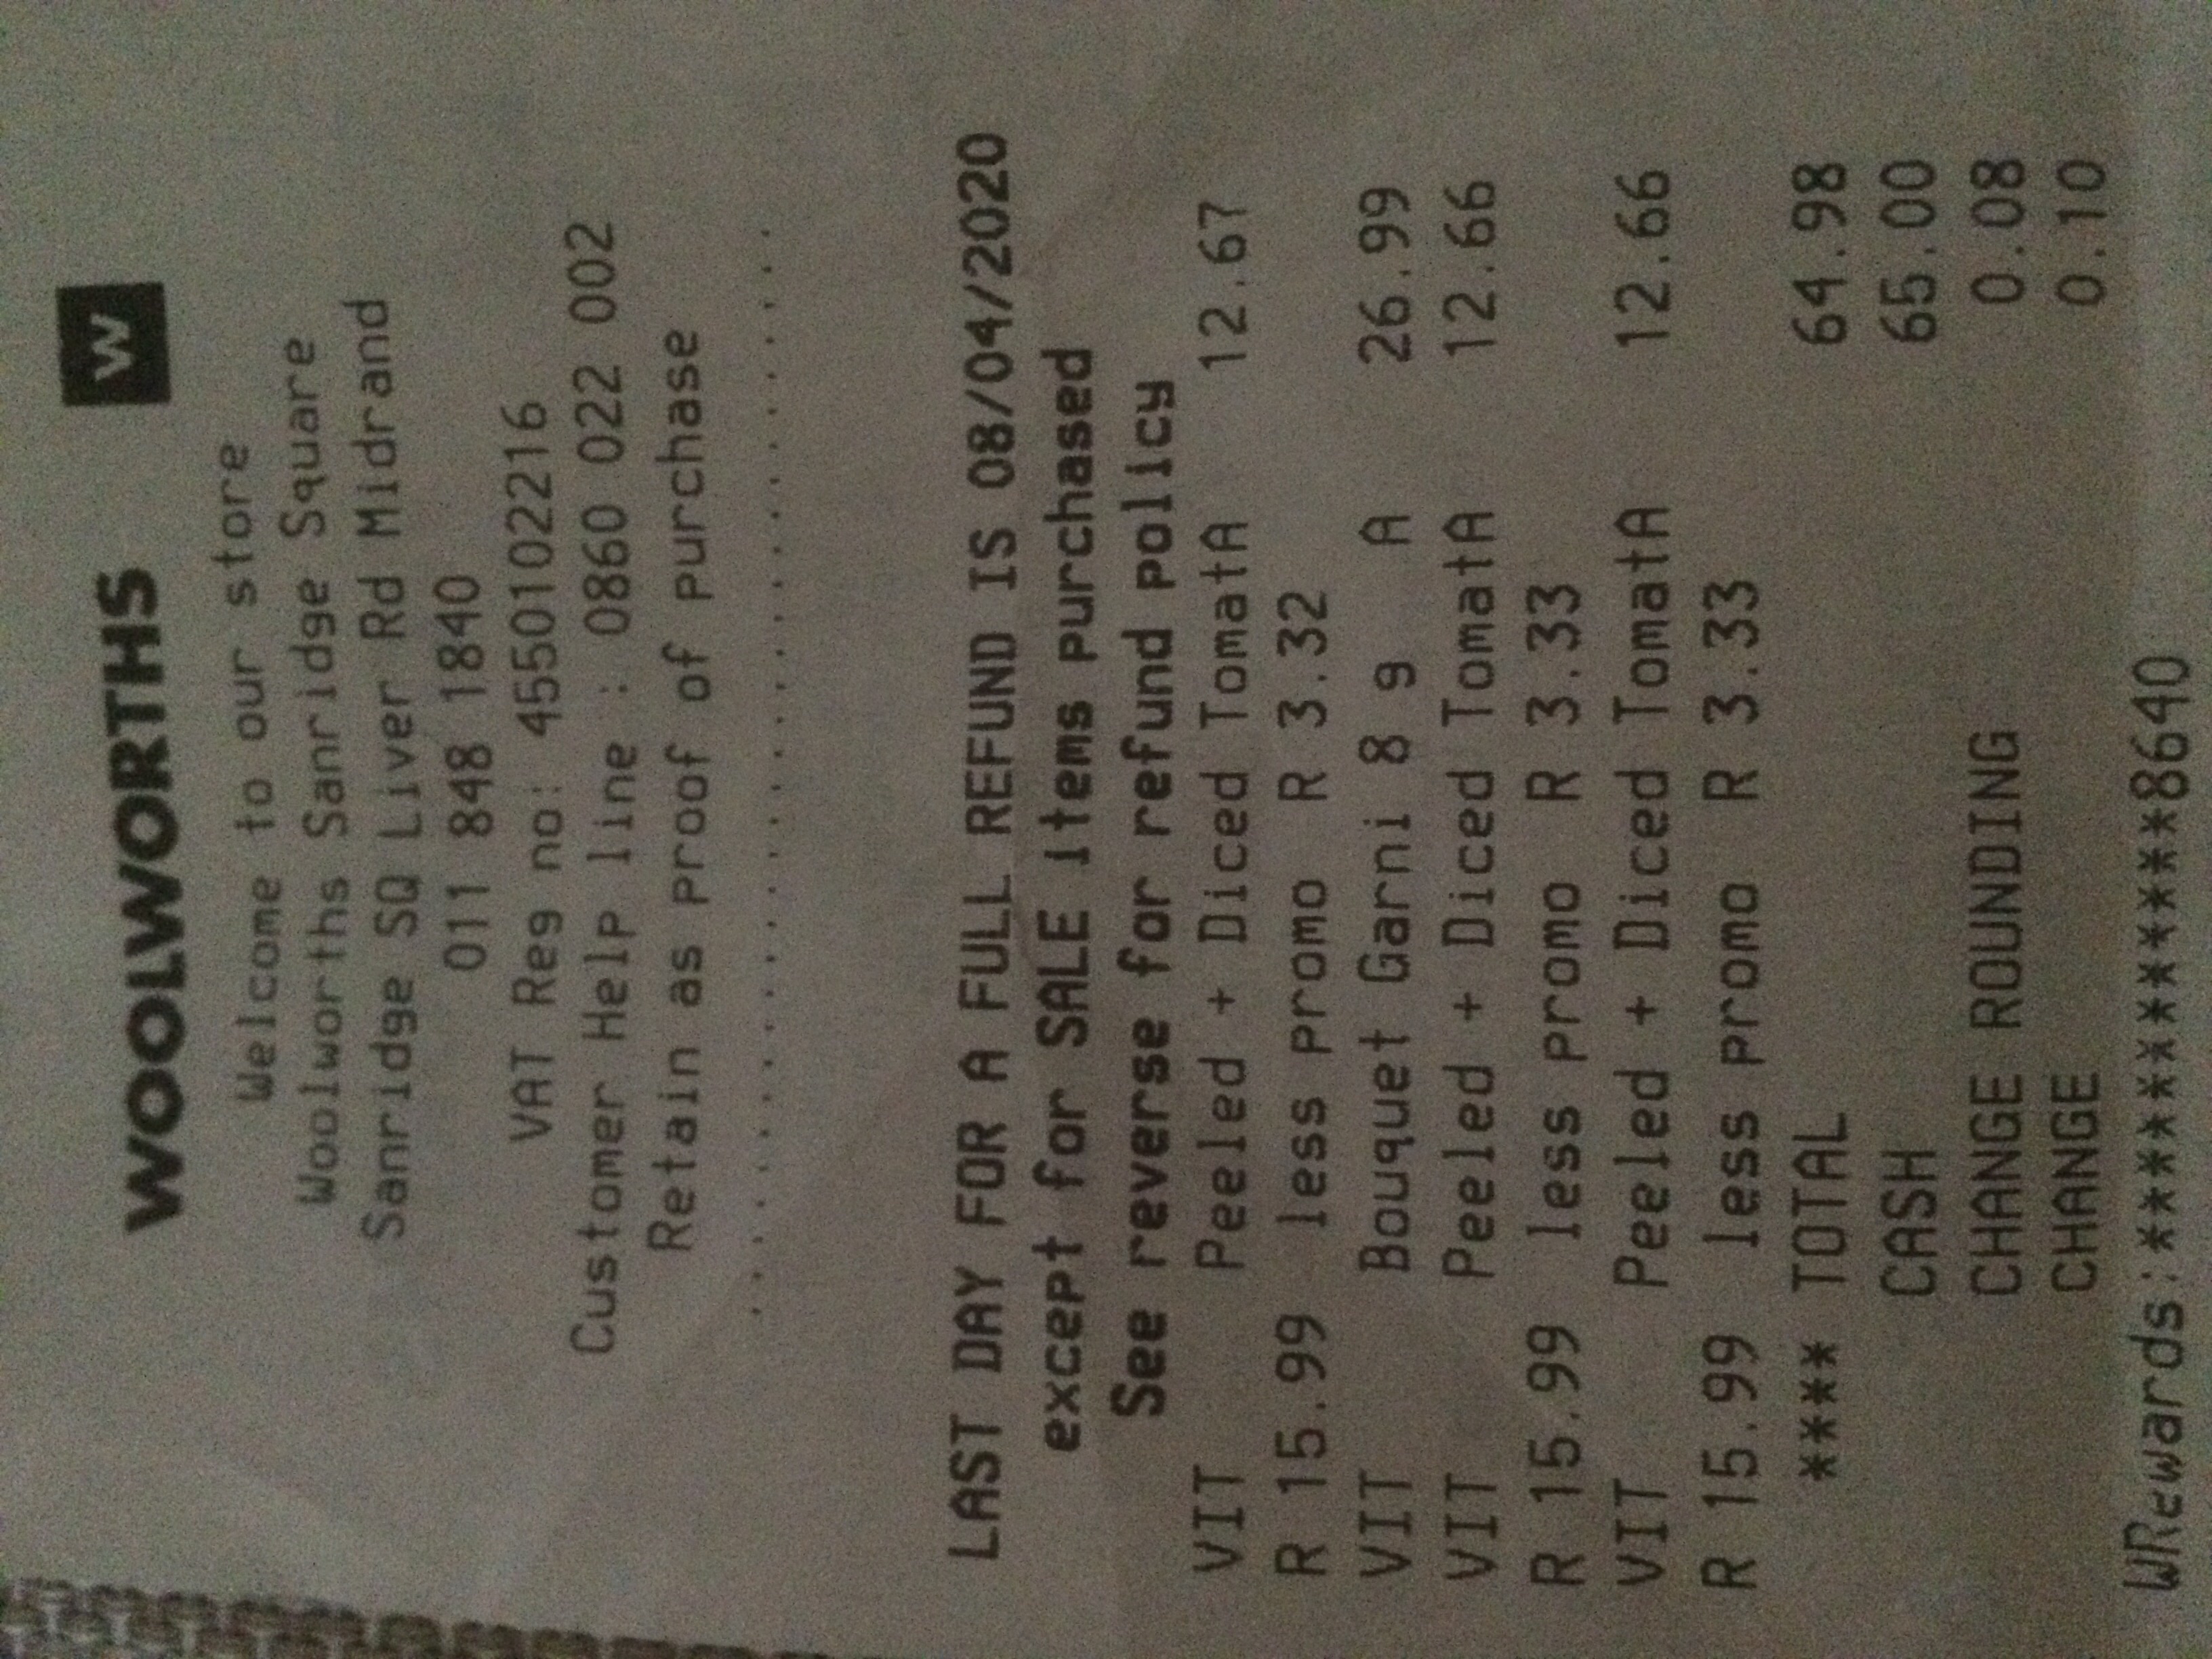 WOOLWORTHS W
Welcome to our store
Woolworths Sanridge Square
Sanridge SQ Liver Rd Midrand
011 848 1840
VAT Reg no: 4550102216
Customer Help line : 0860 022 002
Retain as proof of purchase
LAST DAY FOR A FULL REFUND IS 08/04/2020
except for SALE items purchased
See reverse for refund policy
VIT Peeled + Diced TomatA 12.67
R 15.99 less promo R 3.32
VIT Bouquet Garni 8 g A 26.99
VIT Peeled + Diced TomatA 12.66
R 15.99 less promo R 3.33
VIT Peeled + Diced TomatA 12.66
R 15.99 less promo R 3.33
**** TOTAL 64.98
CASH 65.00
CHANGE ROUNDING 0.08
CHANGE 0.10
WRewards:***************8640